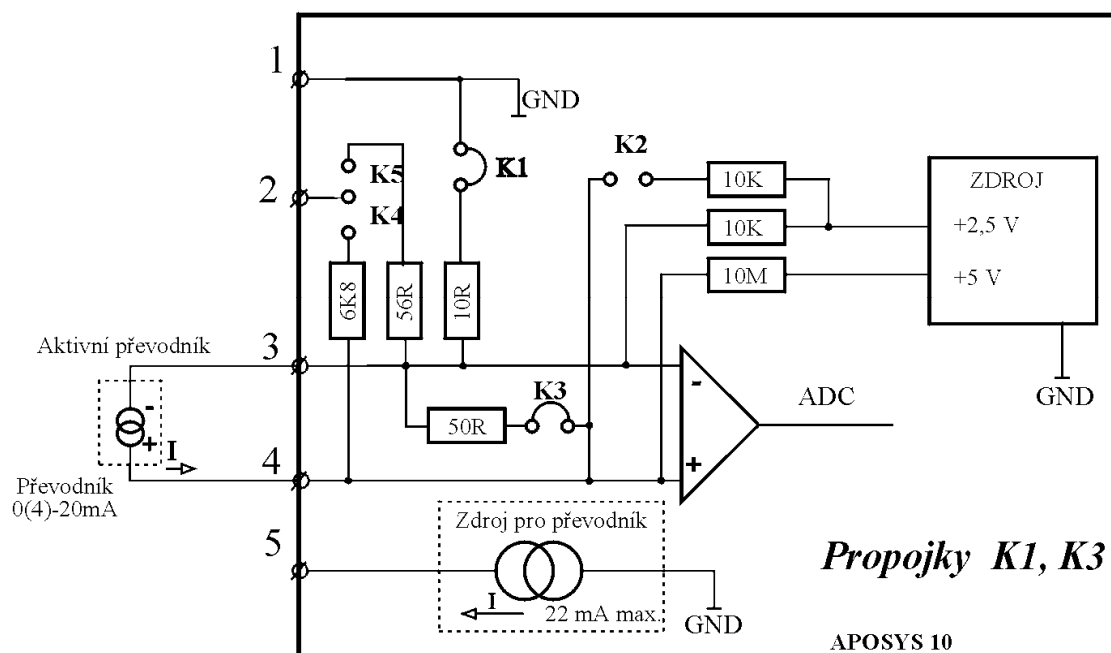 1
GND
K5
K1
K2
2
K4
10K
ZDROJ
10K
+2,5 V
10M
+5 V
6K8
56R
10R
Aktivní převodník
3
-
K3
GND
ADC
-
50R
+
I
+
4
Převodník
0(4)-20mA
Zdroj pro převodník
5
Propojky K1, K3
I
22 mA max.
GND
APOSYS 10